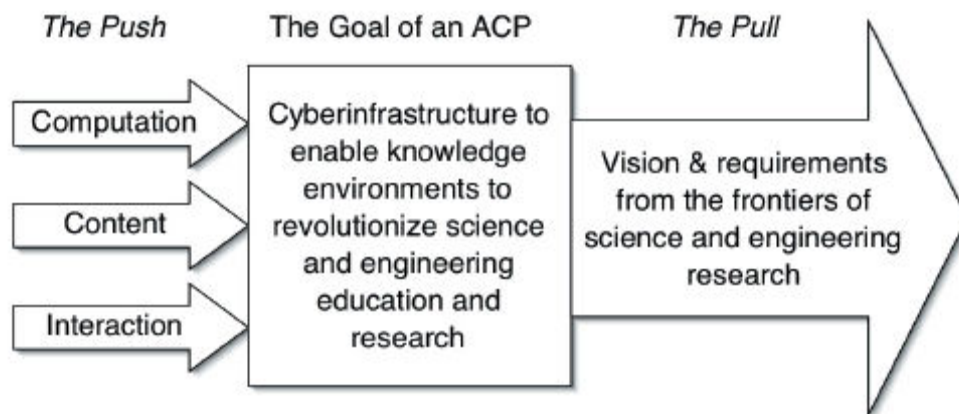 The Push
The Goal of an ACP
The Pull
Computation
Content
Interaction
Cyberinfrastructure to
enable knowledge
environments to
revolutionize science
and engineering
education and
research
Vision & requirements
from the frontiers of
science and engineering
research